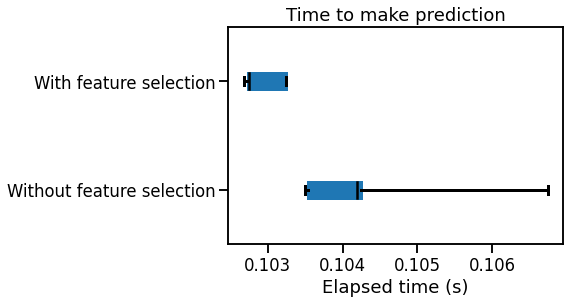 Time to make prediction
With feature selection
Without feature selection
0.103 0.104 0.105 0.106
Elapsed time (s)